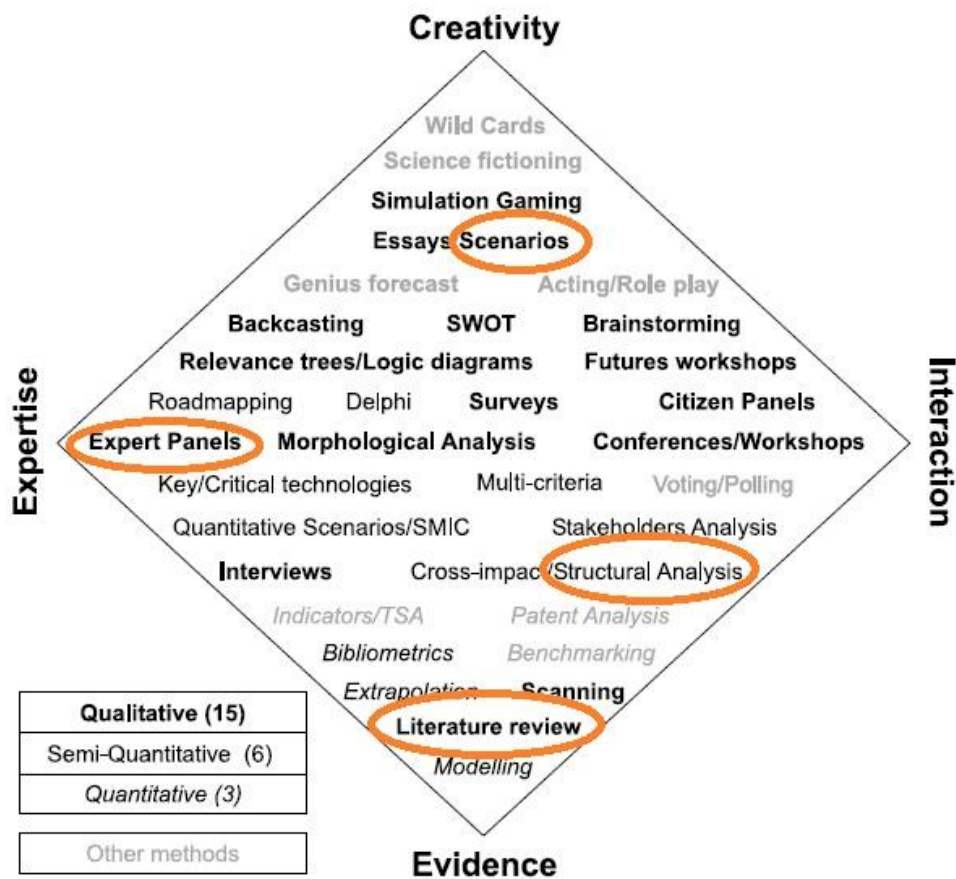 Creativity
Wild Cards
Science fictioning
Simulation Gaming
Essays Scenarios
Genius forecast Acting/Role play
Backcasting SWOT Brainstorming
Relevance trees/Logic diagrams Futures workshops
Roadmapping Delphi Surveys Citizen Panels
Expert Panels Morphological Analysis Conferences/Workshops
Key/Critical technologies Multi-criteria Voting/Polling
Quantitative Scenarios/SMIC Stakeholders Analysis
Interviews Cross-impact/Structural Analysis
Indicators/TSA Patent Analysis
Bibliometrics Benchmarking
Extrapolation Scanning
Literature review
Modelling
Evidence
Expertise
Interaction
Qualitative (15)
Semi-Quantitative (6)
Quantitative (3)
Other methods